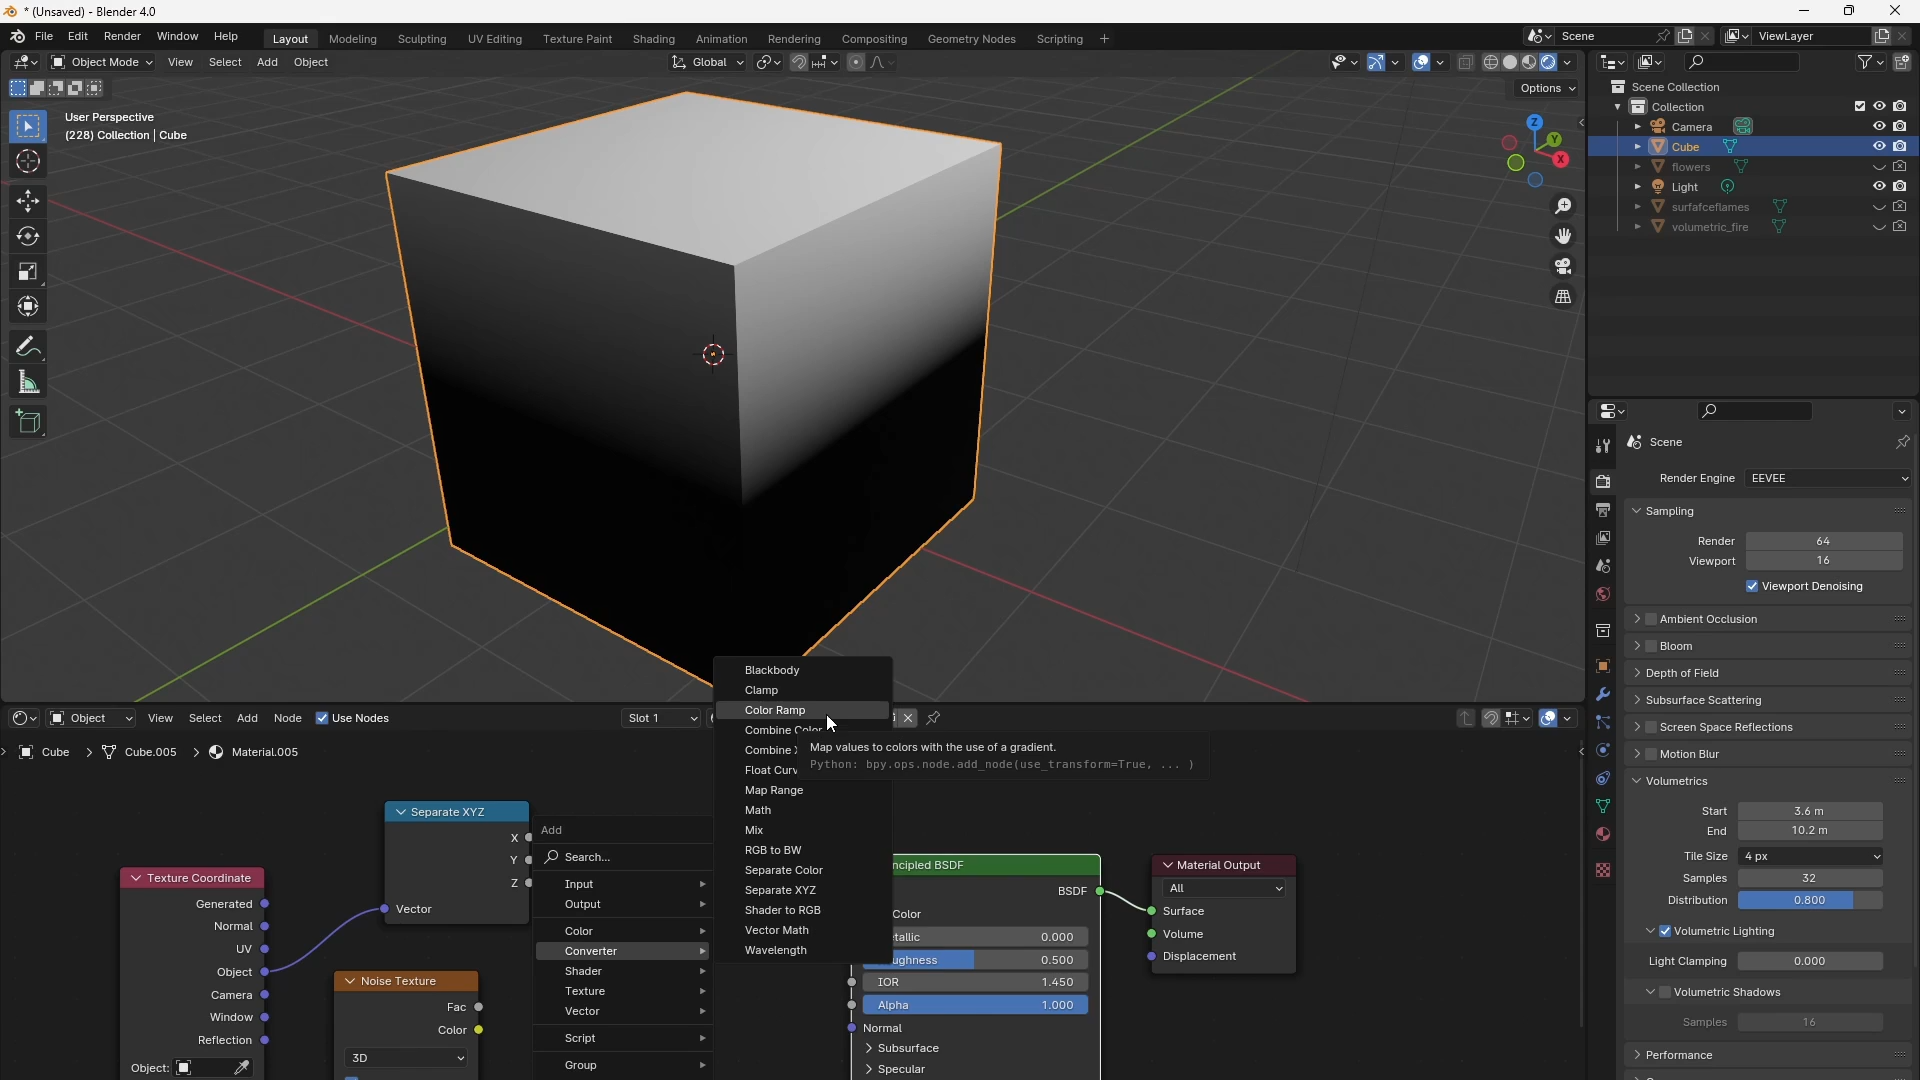 * (Unsaved) - Blender 4.0
File Edit Render Window Help Layout Modeling Sculpting UV Editing Texture Paint Shading Animation Rendering Compositing Geometry Nodes Scripting + Scene ViewLayer
Object Mode View Select Add Object Global
Options
User Perspective
(228) Collection | Cube
Z
Y
X
Scene Collection
Collection
Camera
Cube
flowers
Light
surfafceflames
volumetric_fire
Scene
Render Engine EEVEE
Sampling
Render 64
Viewport 16
Viewport Denoising
Ambient Occlusion
Bloom
Depth of Field
Subsurface Scattering
Screen Space Reflections
Motion Blur
Volumetrics
Start 3.6 m
End 10.2 m
Tile Size 4 px
Samples 32
Distribution 0.800
Volumetric Lighting
Light Clamping 0.000
Volumetric Shadows
Samples 16
Performance
Object View Select Add Node Use Nodes Slot 1
Cube Cube.005 Material.005
Blackbody
Clamp
Color Ramp
Combine Color
Combine
Float Curv
Map Range
Math
Mix
RGB to BW
Separate Color
Separate XYZ
Shader to RGB
Vector Math
Wavelength
Map values to colors with the use of a gradient.
Python: bpy.ops.node.add_node(use_transform=True, ... )
Add
Search...
Input
Output
Color
Converter
Shader
Texture
Vector
Script
Group
Separate XYZ
X
Y
Z
Vector
Texture Coordinate
Generated
Normal
UV
Object
Camera
Window
Reflection
Object:
Noise Texture
Fac
Color
3D
ncipled BSDF
BSDF
Color
tallic 0.000
ughness 0.500
IOR 1.450
Alpha 1.000
Normal
Subsurface
Specular
Material Output
All
Surface
Volume
Displacement